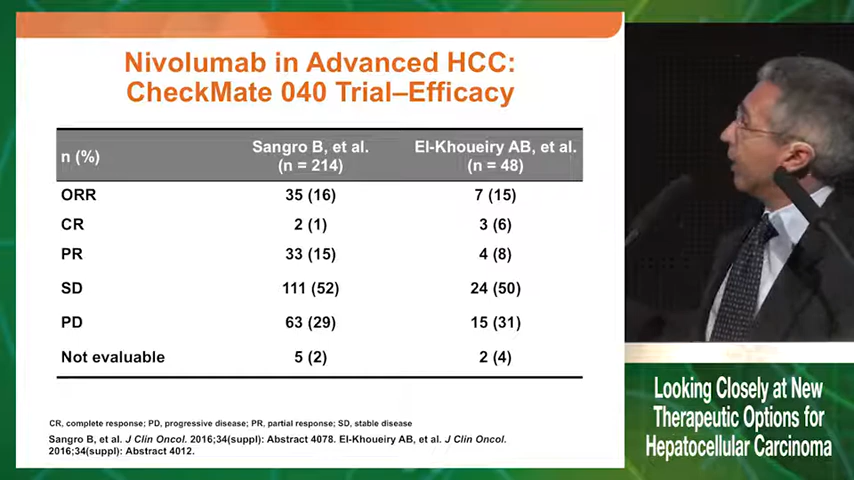 Nivolumab in Advanced HCC:
CheckMate 040 Trial–Efficacy
n (%) Sangro B, et al. (n = 214) El-Khoueiry AB, et al. (n = 48)
ORR 35 (16) 7 (15)
CR 2 (1) 3 (6)
PR 33 (15) 4 (8)
SD 111 (52) 24 (50)
PD 63 (29) 15 (31)
Not evaluable 5 (2) 2 (4)
CR, complete response; PD, progressive disease; PR, partial response; SD, stable disease
Sangro B, et al. J Clin Oncol. 2016;34(suppl): Abstract 4078. El-Khoueiry AB, et al. J Clin Oncol.
2016;34(suppl): Abstract 4012.
Looking Closely at New
Therapeutic Options for
Hepatocellular Carcinoma